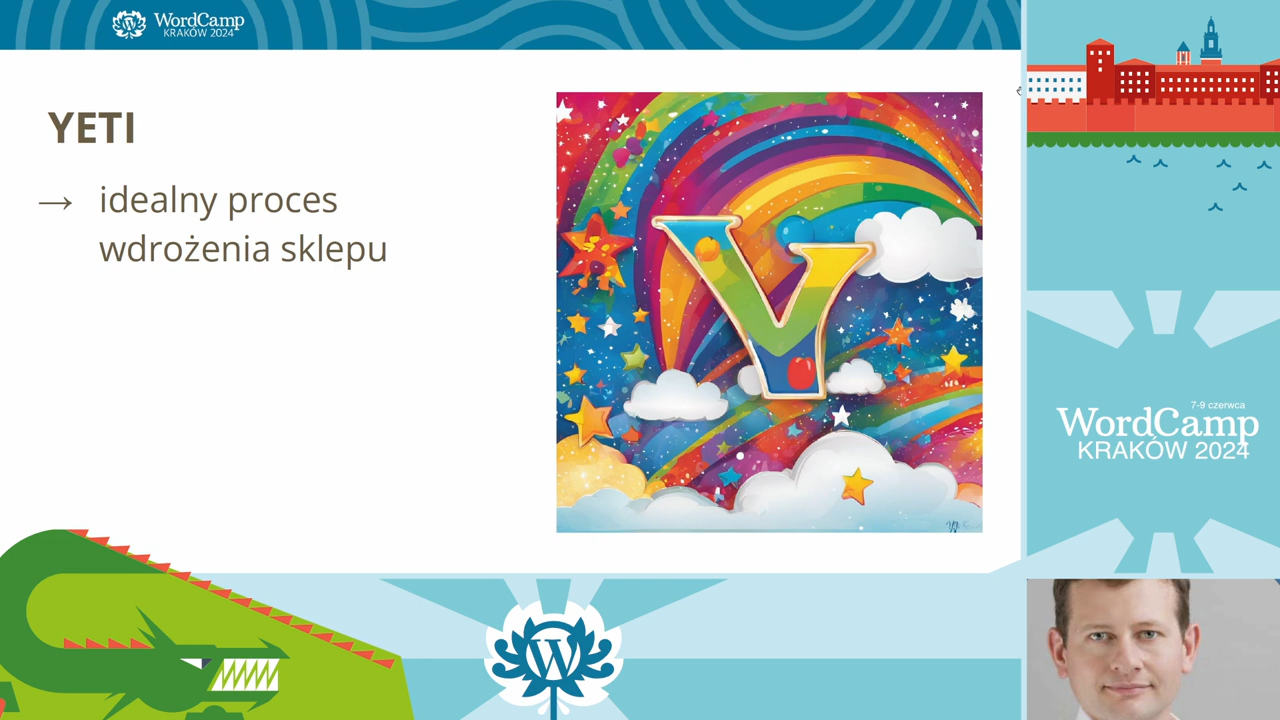 WordCamp
KRAKÓW 2024
YETI
→ idealny proces
wdrożenia sklepu
Y
7-9 czerwca
WordCamp
KRAKÓW 2024
W